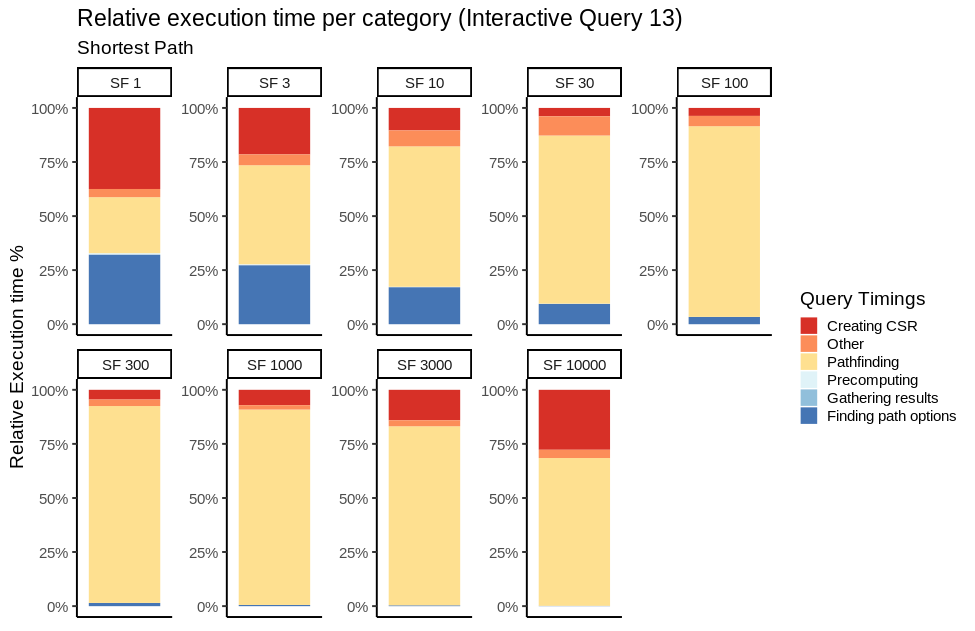 Relative execution time per category (Interactive Query 13)
Shortest Path
SF 1 SF 3 SF 10 SF 30 SF 100
100% 100% 100% 100% 100%
75% 75% 75% 75% 75%
50% 50% 50% 50% 50%
25% 25% 25% 25% 25%
0% 0% 0% 0% 0%
SF 300 SF 1000 SF 3000 SF 10000
100% 100% 100% 100%
75% 75% 75% 75%
50% 50% 50% 50%
25% 25% 25% 25%
0% 0% 0% 0%
Relative Execution time %
Query Timings
Creating CSR
Other
Pathfinding
Precomputing
Gathering results
Finding path options